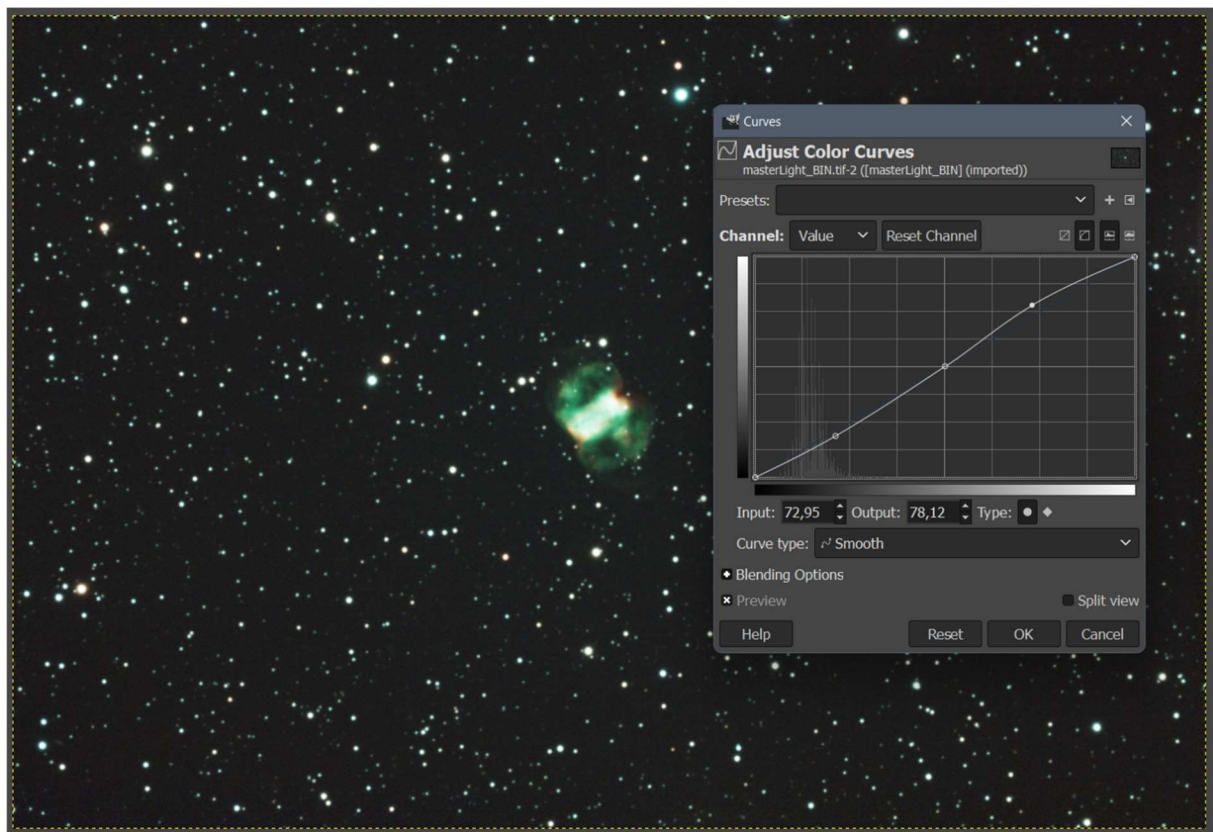 Curves
Adjust Color Curves
masterLight_BIN.tif-2 ([masterLight_BIN] (imported))
Presets:
Channel: Value Reset Channel
Input: 72,95 Output: 78,12 Type:
Curve type: Smooth
Blending Options
Preview Split view
Help Reset OK Cancel